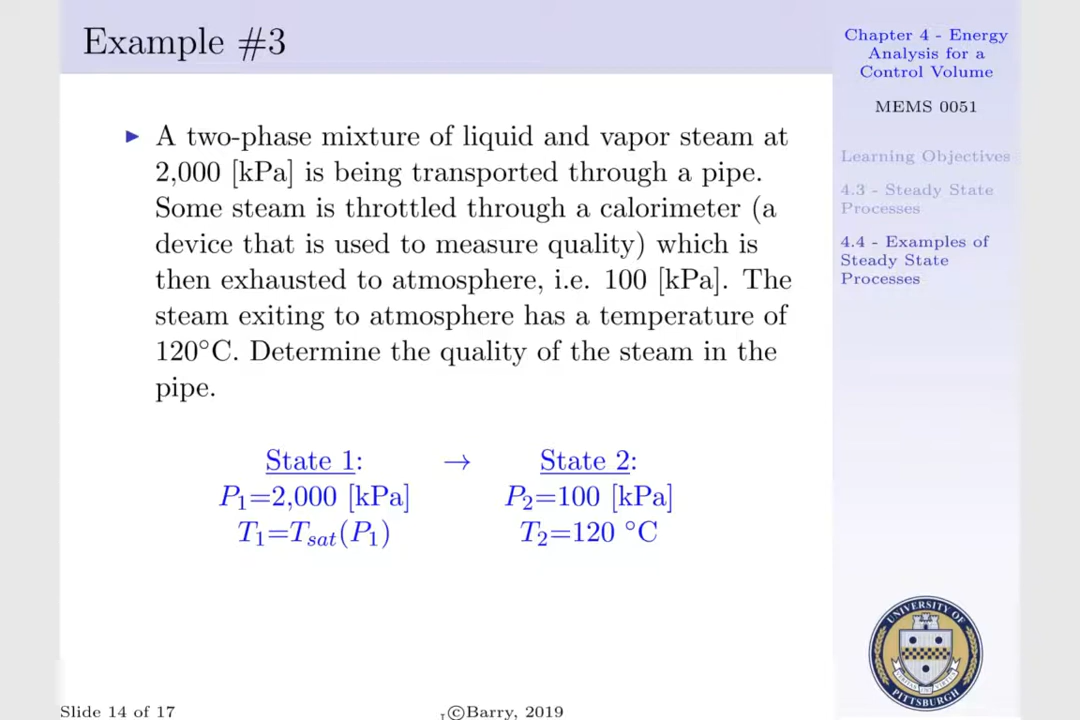 Example #3
▶ A two-phase mixture of liquid and vapor steam at
2,000 [kPa] is being transported through a pipe.
Some steam is throttled through a calorimeter (a
device that is used to measure quality) which is
then exhausted to atmosphere, i.e. 100 [kPa]. The
steam exiting to atmosphere has a temperature of
120°C. Determine the quality of the steam in the
pipe.
State 1: → State 2:
P₁=2,000 [kPa] P₂=100 [kPa]
T₁=Tsat(P₁) T₂=120 °C
Slide 14 of 17
©Barry, 2019
Chapter 4 - Energy
Analysis for a
Control Volume
MEMS 0051
Learning Objectives
4.3 - Steady State
Processes
4.4 - Examples of
Steady State
Processes
UNIVERSITY OF
PITTSBURGH